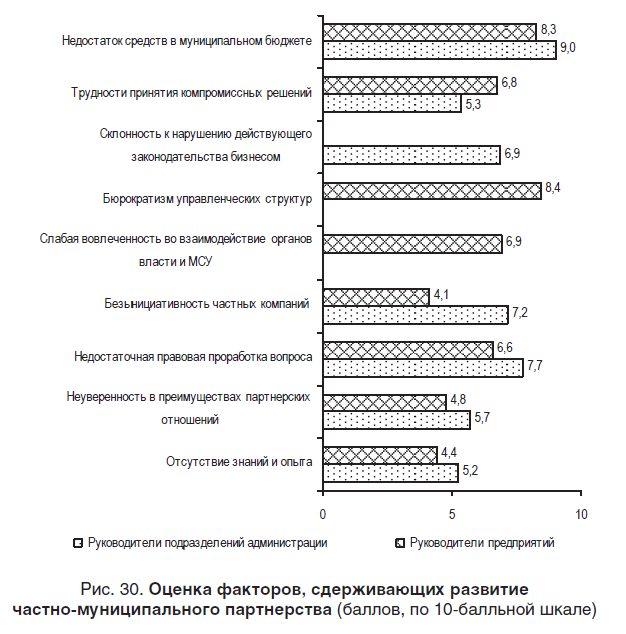 Недостаток средств в муниципальном бюджете
8,3
9,0
Трудности принятия компромиссных решений
6,8
5,3
Склонность к нарушению действующего
законодательства бизнесом
6,9
Бюрократизм управленческих структур
8,4
Слабая вовлеченность во взаимодействие органов
власти и МСУ
6,9
Безынициативность частных компаний
4,1
7,2
Недостаточная правовая проработка вопроса
6,6
7,7
Неуверенность в преимуществах партнерских
отношений
4,8
5,7
Отсутствие знаний и опыта
4,4
5,2
0 5 10
Руководители подразделений администрации Руководители предприятий
Рис. 30. Оценка факторов, сдерживающих развитие
частно-муниципального партнерства (баллов, по 10-балльной шкале)